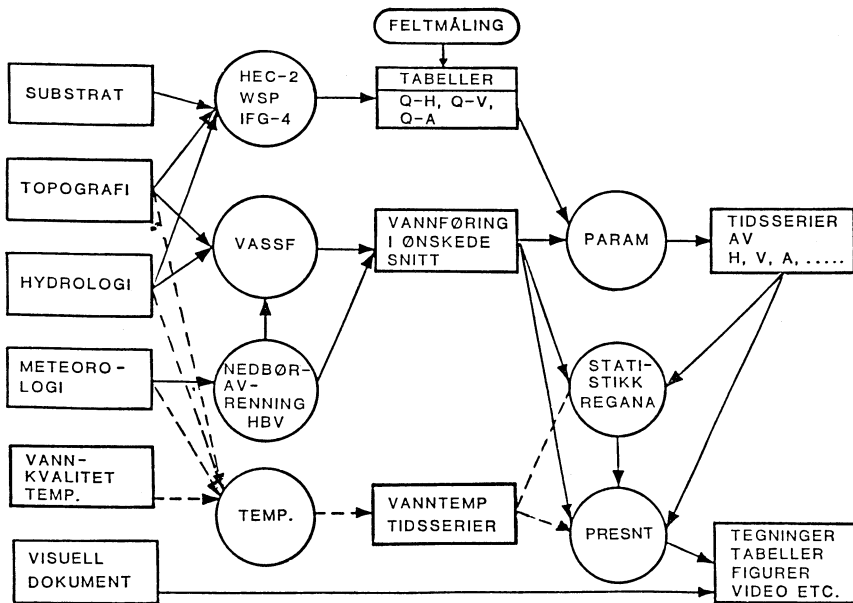 FELTMÅLING
SUBSTRAT
HEC-2
WSP
IFG-4
TABELLER
Q-H, Q-V,
Q-A
TOPOGRAFI
VASSF
VANNFØRING
I ØNSKEDE
SNITT
PARAM
TIDSSERIER
AV
H, V, A, .....
HYDROLOGI
METEORO-
LOGI
NEDBØR-
AV-
RENNING
HBV
STATI-
STIKK
REGANA
VANN-
KVALITET
TEMP.
TEMP.
VANNTEMP
TIDSSERIER
PRESNT
VISUELL
DOKUMENT
TEGNINGER
TABELLER
FIGURER
VIDEO ETC.